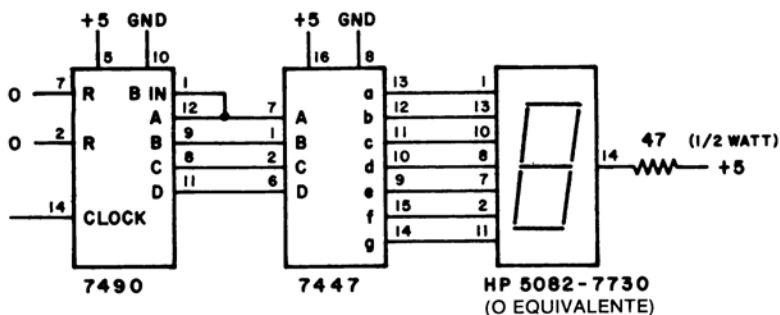 +5 GND +5 GND
5 10 16 8
7 R B IN 1 13 1
O A 12 7 A a 12 13
2 R B 9 1 B b 11 10
O C 8 2 C c 10 8 14 47 (1/2 WATT)
D 11 6 D d 9 7 +5
14 CLOCK e 15 2
f 14 11
g
7490 7447 HP 5082-7730
(O EQUIVALENTE)